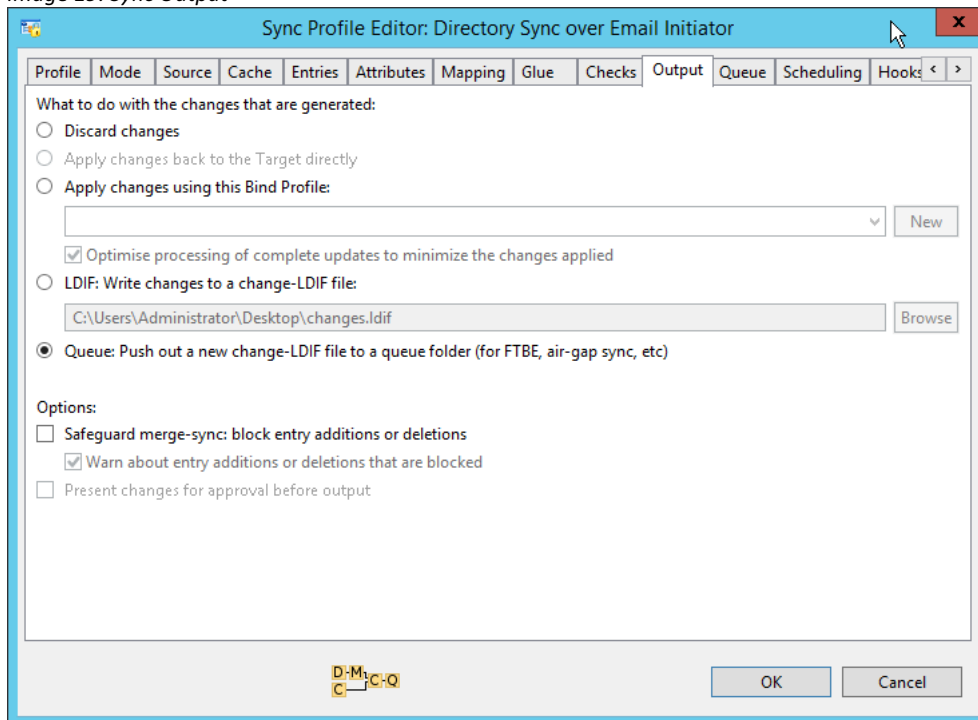 Sync Profile Editor: Directory Sync over Email Initiator
x
Profile Mode Source Cache Entries Attributes Mapping Glue Checks Output Queue Scheduling Hooks < >
What to do with the changes that are generated:
Discard changes
Apply changes back to the Target directly
Apply changes using this Bind Profile:
New
Optimise processing of complete updates to minimize the changes applied
LDIF: Write changes to a change-LDIF file:
C:\Users\Administrator\Desktop\changes.ldif Browse
Queue: Push out a new change-LDIF file to a queue folder (for FTBE, air-gap sync, etc)
Options:
Safeguard merge-sync: block entry additions or deletions
Warn about entry additions or deletions that are blocked
Present changes for approval before output
D-M
C C-Q
OK Cancel